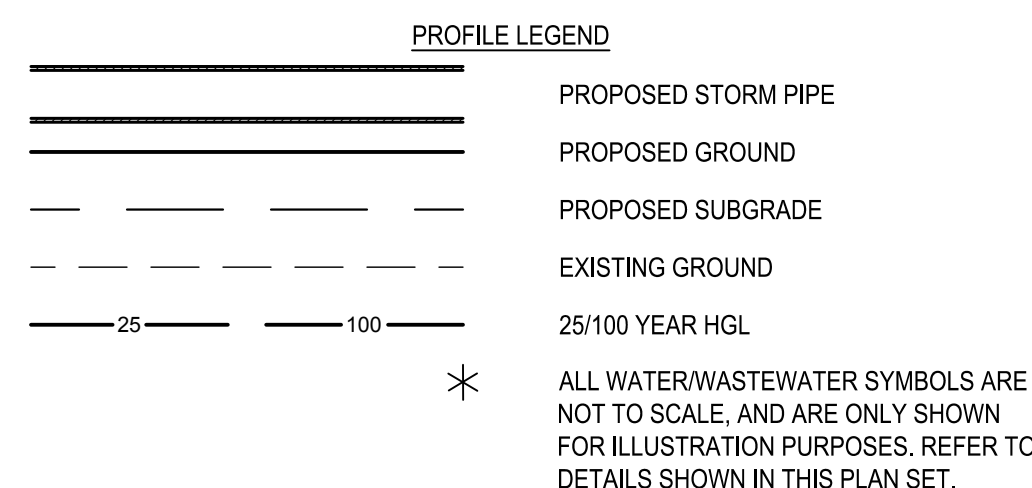 PROFILE LEGEND
PROPOSED STORM PIPE
PROPOSED GROUND
PROPOSED SUBGRADE
EXISTING GROUND
25 100 25/100 YEAR HGL
ALL WATER/WASTEWATER SYMBOLS ARE
NOT TO SCALE, AND ARE ONLY SHOWN
FOR ILLUSTRATION PURPOSES. REFER TO
DETAILS SHOWN IN THIS PLAN SET.